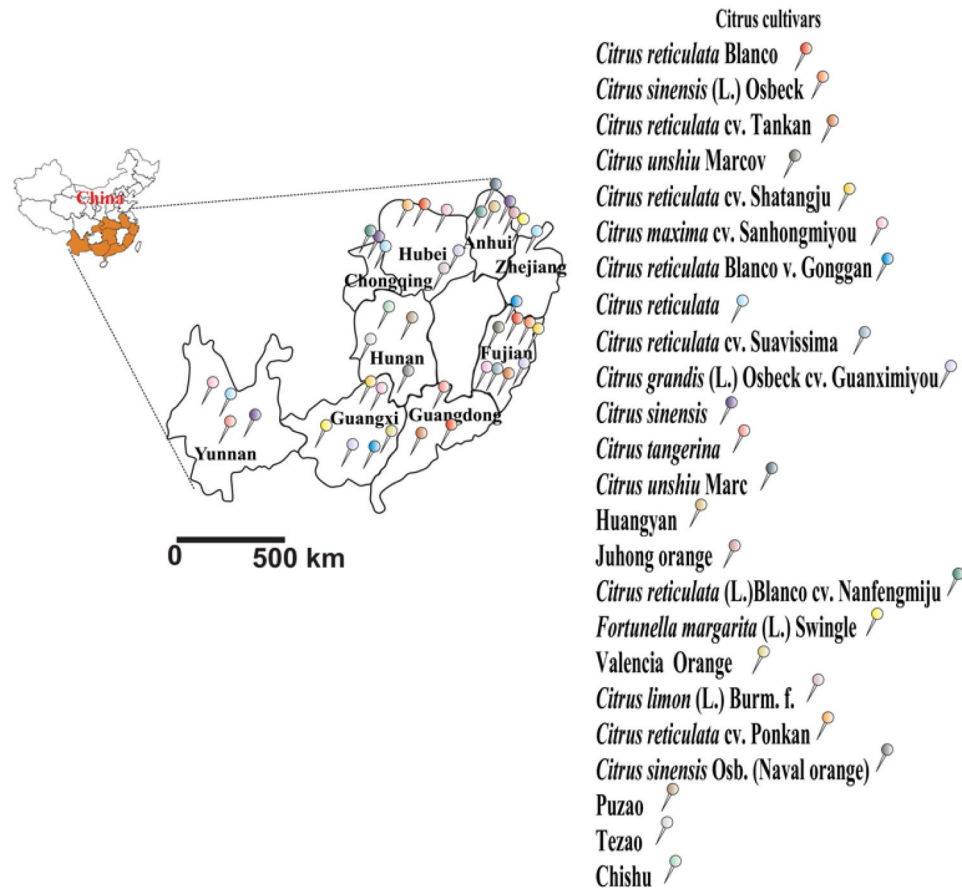 Citrus cultivars
Citrus reticulata Blanco
Citrus sinensis (L.) Osbeck
Citrus reticulata cv. Tankan
Citrus unshiu Marcov
Citrus reticulata cv. Shatangju
Citrus maxima cv. Sanhongmiyou
Citrus reticulata Blanco v. Gonggan
Citrus reticulata
Citrus reticulata cv. Suavissima
Citrus grandis (L.) Osbeck cv. Guanximiyou
Citrus sinensis
Citrus tangerina
Citrus unshiu Marc
Huangyan
Juhong orange
Citrus reticulata (L.)Blanco cv. Nanfengmiju
Fortunella margarita (L.) Swingle
Valencia Orange
Citrus limon (L.) Burm. f.
Citrus reticulata cv. Ponkan
Citrus sinensis Osb. (Naval orange)
Puzao
Tezao
Chishu
China
Anhui
Hubei
Zhejiang
Chongqing
Hunan
Fujian
Guangxi
Guangdong
Yunnan
0 500 km